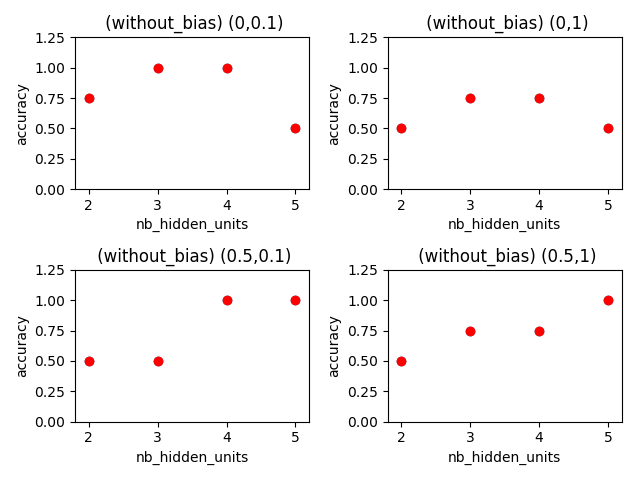 (without_bias) (0,0.1)
1.25
1.00
0.75
0.50
0.25
0.00
accuracy
2 3 4 5
nb_hidden_units
(without_bias) (0,1)
1.25
1.00
0.75
0.50
0.25
0.00
accuracy
2 3 4 5
nb_hidden_units
(without_bias) (0.5,0.1)
1.25
1.00
0.75
0.50
0.25
0.00
accuracy
2 3 4 5
nb_hidden_units
(without_bias) (0.5,1)
1.25
1.00
0.75
0.50
0.25
0.00
accuracy
2 3 4 5
nb_hidden_units